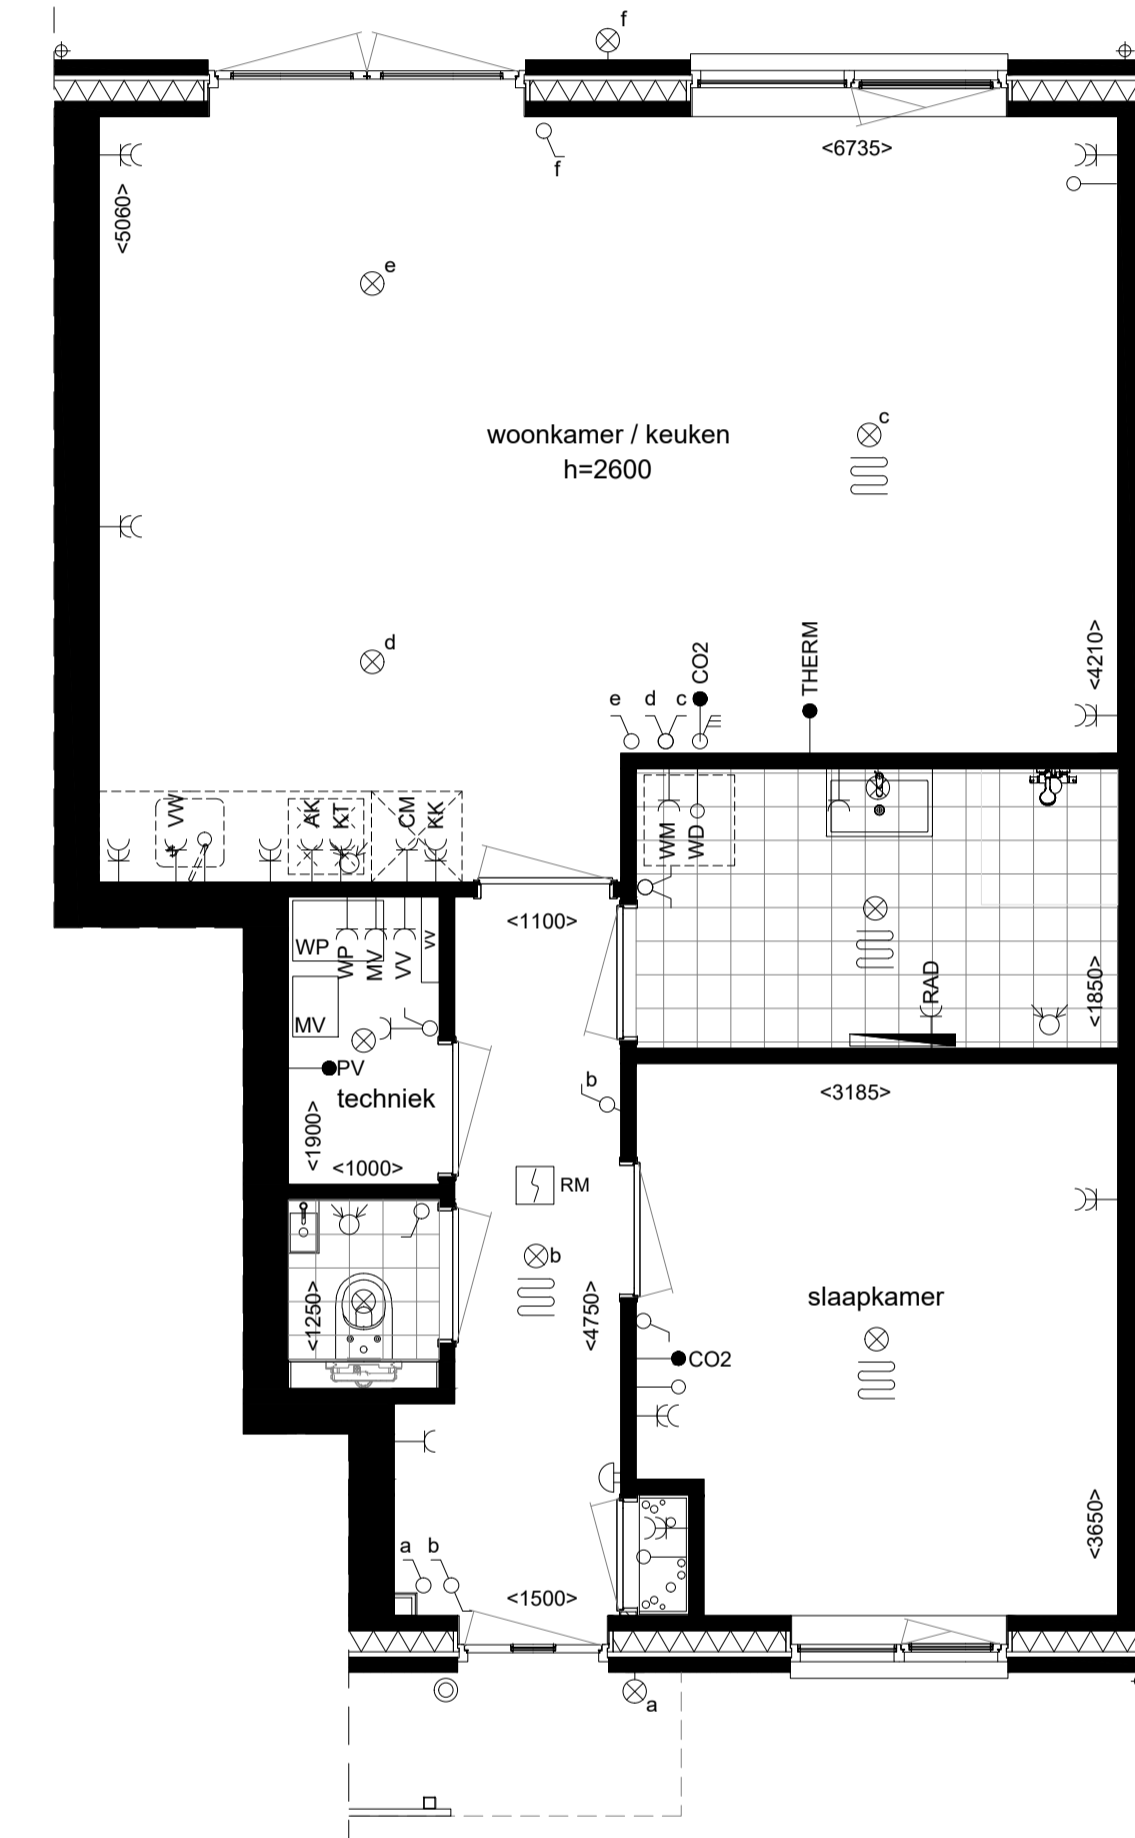 f
f
<6735>
<5060>
e
c
woonkamer / keuken
h=2600
d
<4210>
CO2
THERM
e d c
VW
AK
KT
CM
KK
WM
WD
<1100>
WP
WP
MV
VV
vv
MV
RAD
<1850>
PV
techniek
b
<3185>
<1900>
<1000>
RM
b
<1250>
<4750>
slaapkamer
CO2
<3650>
a b
<1500>
a